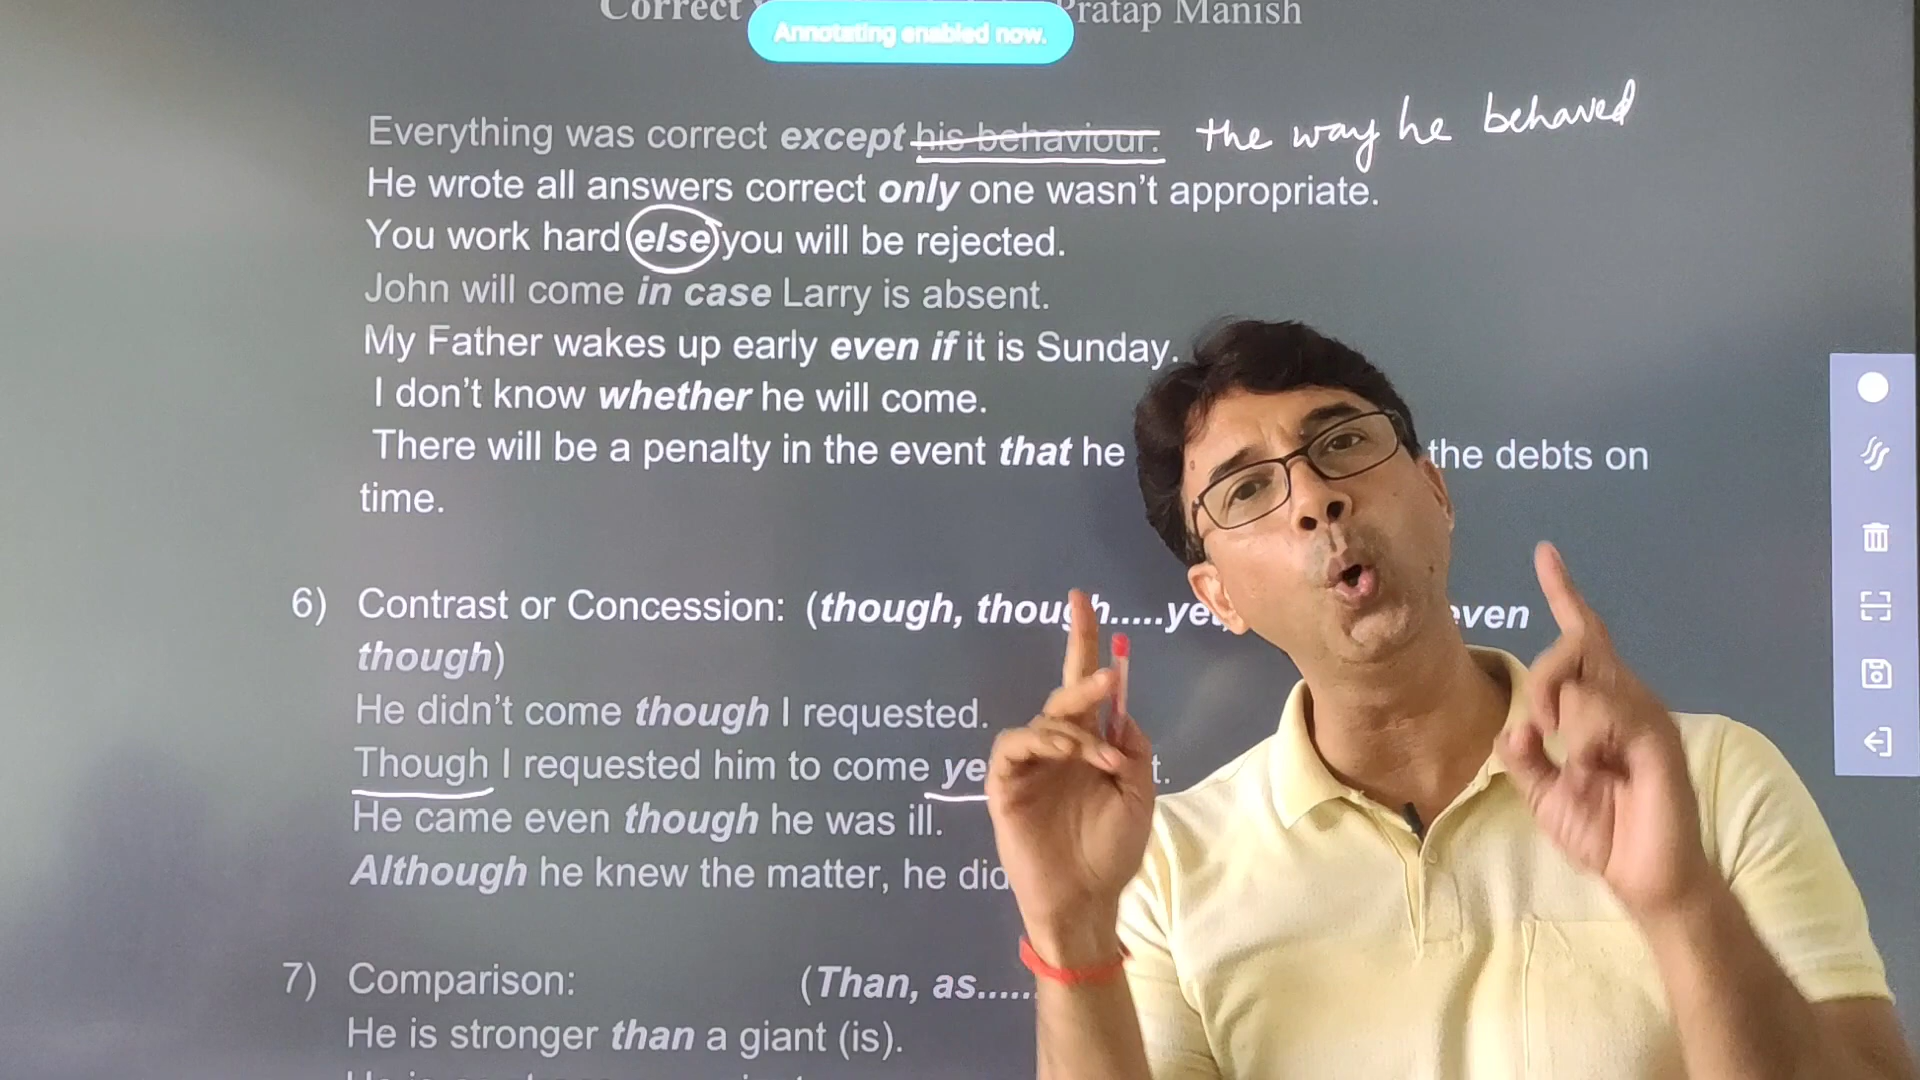 Correct Pratap Manish
Annotating enabled now.
Everything was correct except his behaviour. the way he behaved
He wrote all answers correct only one wasn't appropriate.
You work hard else you will be rejected.
John will come in case Larry is absent.
My Father wakes up early even if it is Sunday.
I don't know whether he will come.
There will be a penalty in the event that he the debts on
time.
6) Contrast or Concession: (though, though.....yet, even
though)
He didn't come though I requested.
Though I requested him to come
He came even though he was ill.
Although he knew the matter, he
7) Comparison: (Than, as......
He is stronger than a giant (is).